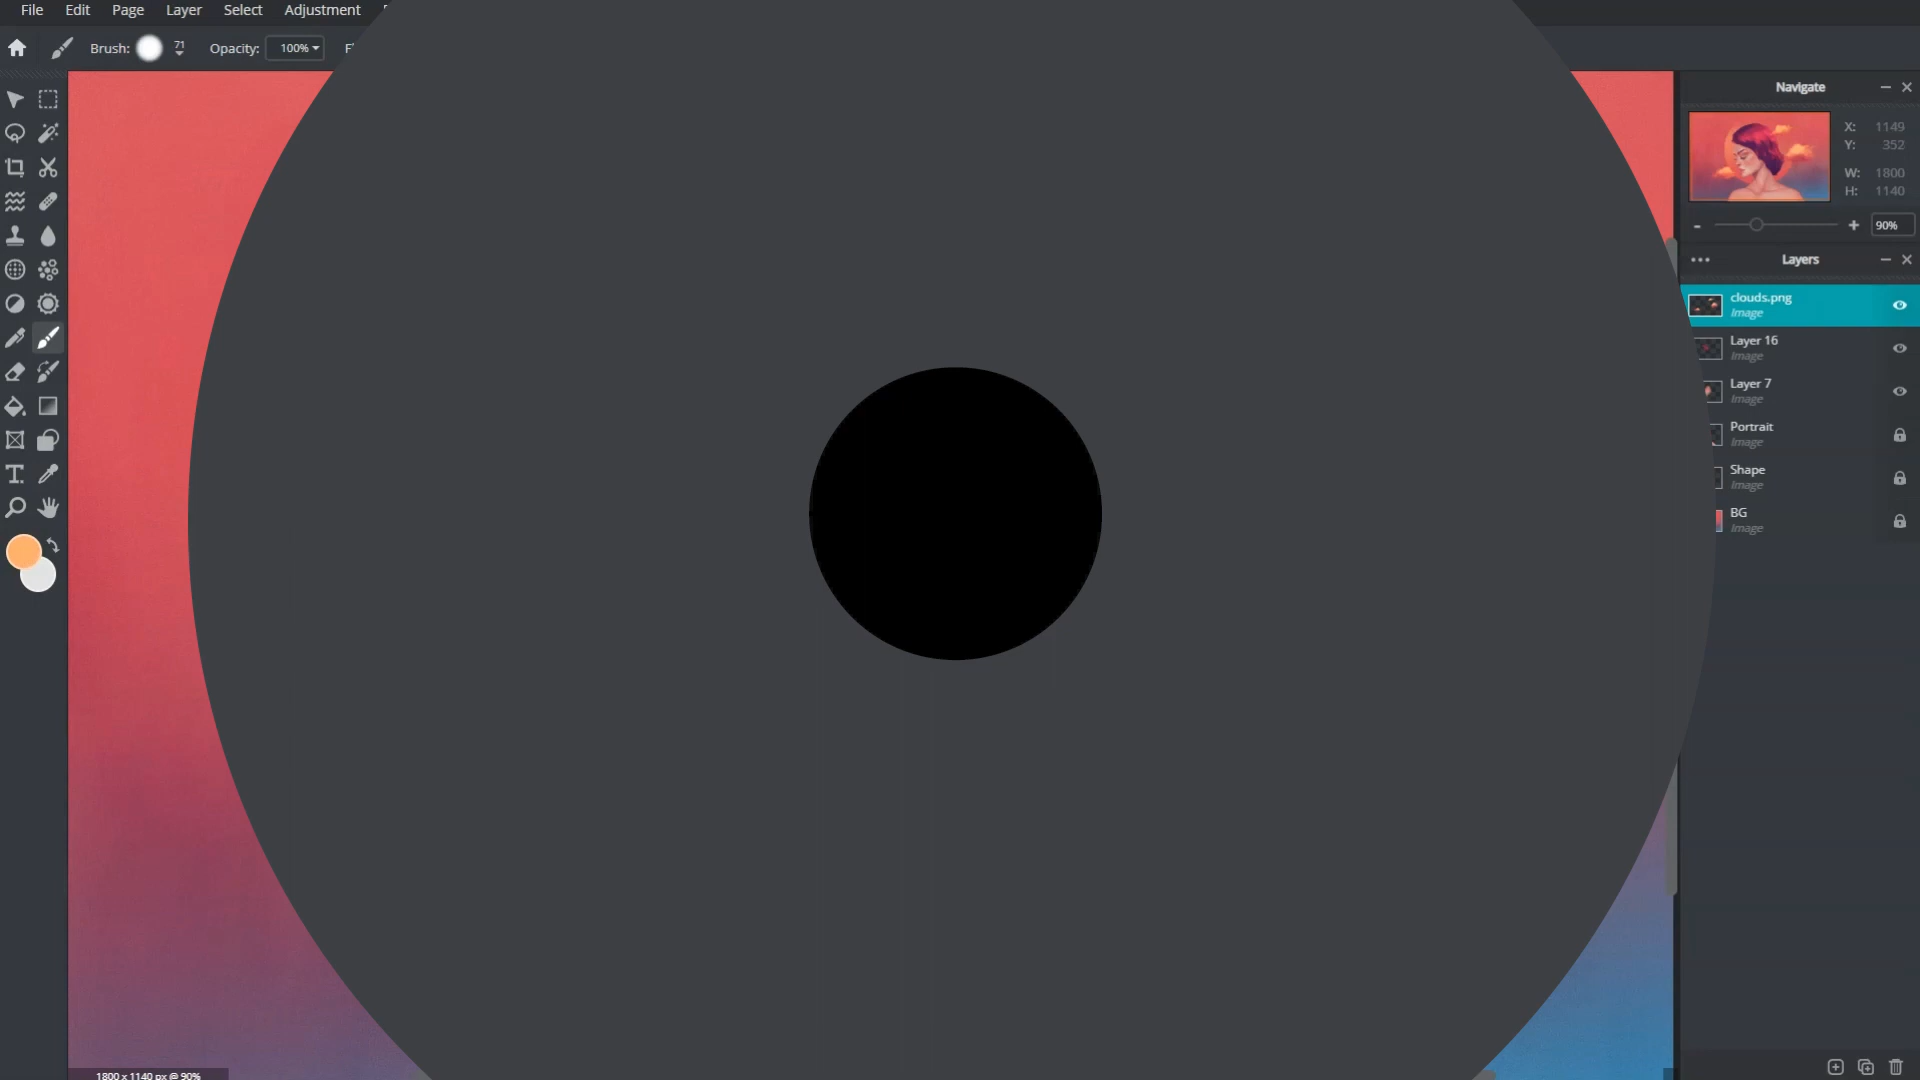 File Edit Page Layer Select Adjustment
Brush: 71 Opacity: 100%
Navigate
X: 1149
Y: 352
W: 1800
H: 1140
- + 90%
Layers
clouds.png
Image
Layer 16
Image
Layer 7
Image
Portrait
Image
Shape
Image
BG
Image
1800 x 1140 px @ 90%